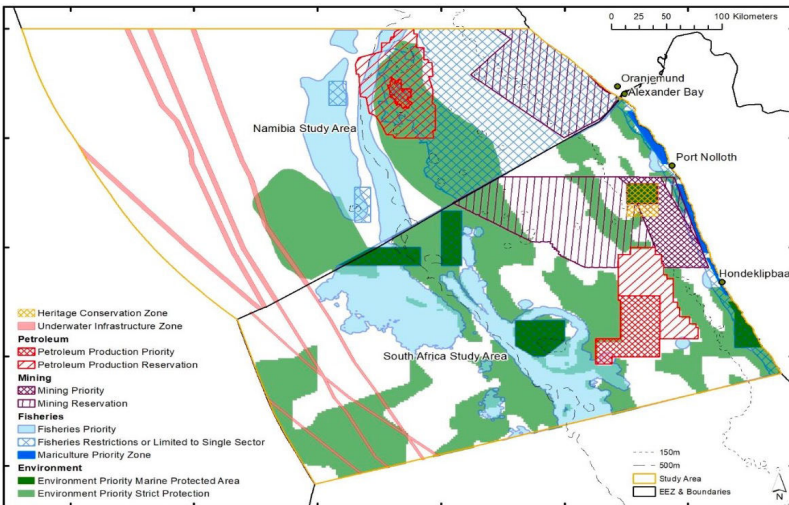 0 25 50 100 Kilometers
Oranjemund
Alexander Bay
Namibia Study Area
Port Nolloth
Hondeklipbaa
South Africa Study Area
Heritage Conservation Zone
Underwater Infrastructure Zone
Petroleum
Petroleum Production Priority
Petroleum Production Reservation
Mining
Mining Priority
Mining Reservation
Fisheries
Fisheries Priority
Fisheries Restrictions or Limited to Single Sector
Mariculture Priority Zone
Environment
Environment Priority Marine Protected Area
Environment Priority Strict Protection
150m
500m
Study Area
EEZ & Boundaries
N